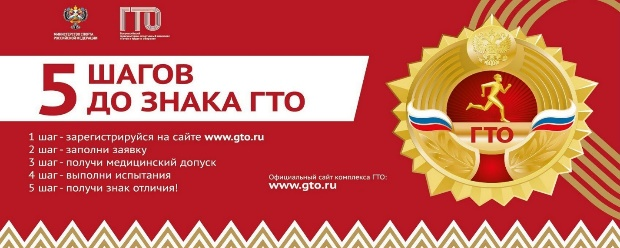 МИНИСТЕРСТВО СПОРТА
РОССИЙСКОЙ ФЕДЕРАЦИИ
ГТО
5 ШАГОВ
ДО ЗНАКА ГТО
1 шаг - зарегистрируйся на сайте www.gto.ru
2 шаг - заполни заявку
3 шаг - получи медицинский допуск
4 шаг - выполни испытания
5 шаг - получи знак отличия!
Официальный сайт комплекса ГТО:
www.gto.ru
ГТО